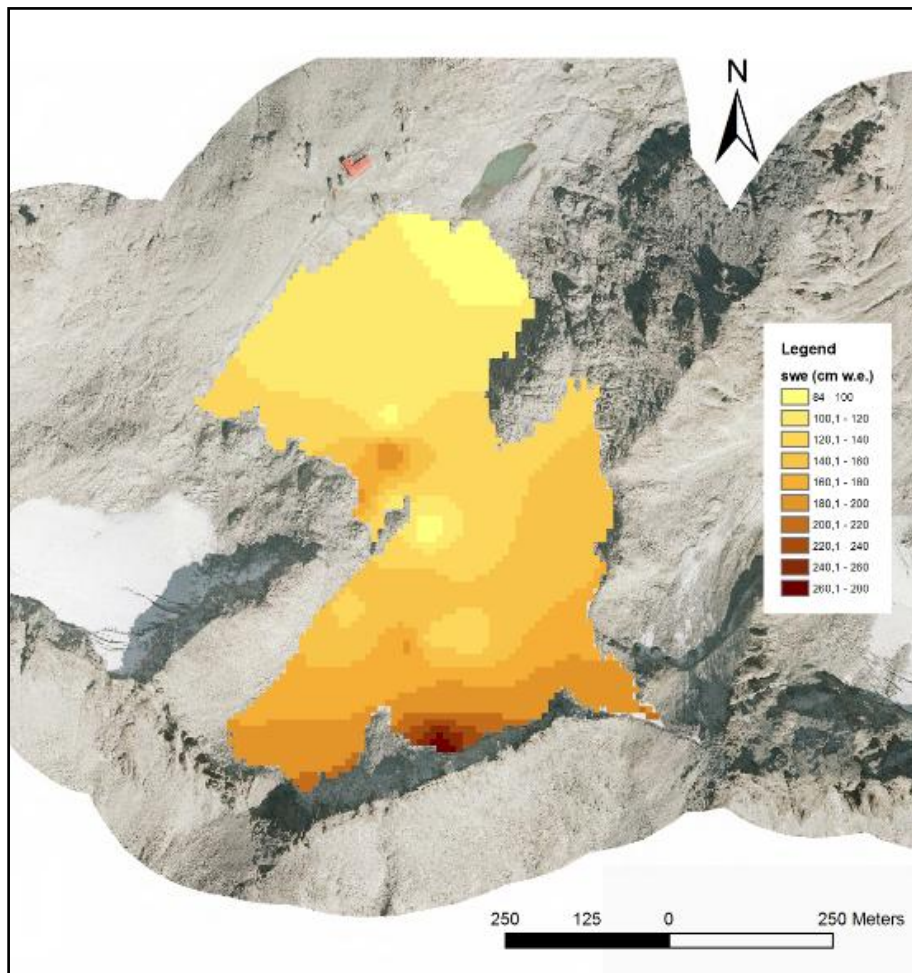 N
Legend
swe (cm w.e.)
84 - 100
100,1 - 120
120,1 - 140
140,1 - 160
160,1 - 180
180,1 - 200
200,1 - 220
220,1 - 240
240,1 - 260
260,1 - 280
250 125 0 250 Meters